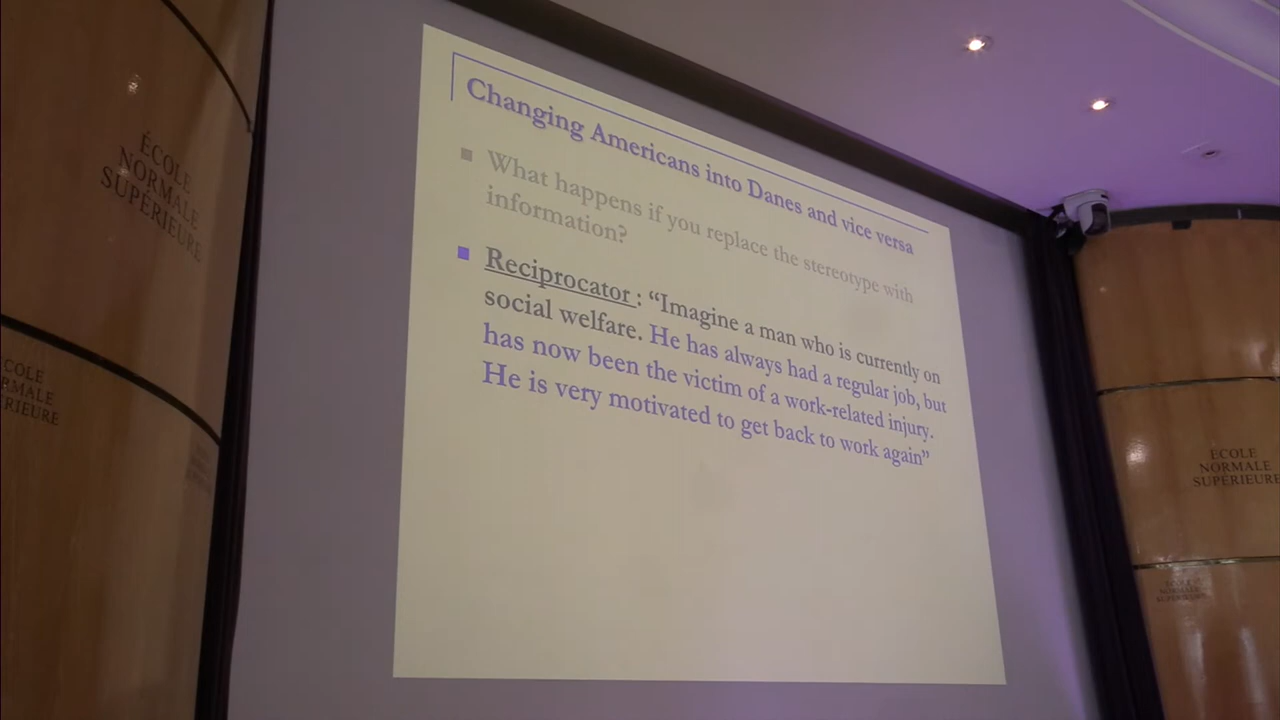 ÉCOLE
NORMALE
SUPÉRIEURE
COLE
RMALE
ÉRIEURE
Changing Americans into Danes and vice versa
What happens if you replace the stereotype with
information?
Reciprocator : “Imagine a man who is currently on
social welfare. He has always had a regular job, but
has now been the victim of a work-related injury.
He is very motivated to get back to work again”
ÉCOLE
NORMALE
SUPÉRIEURE